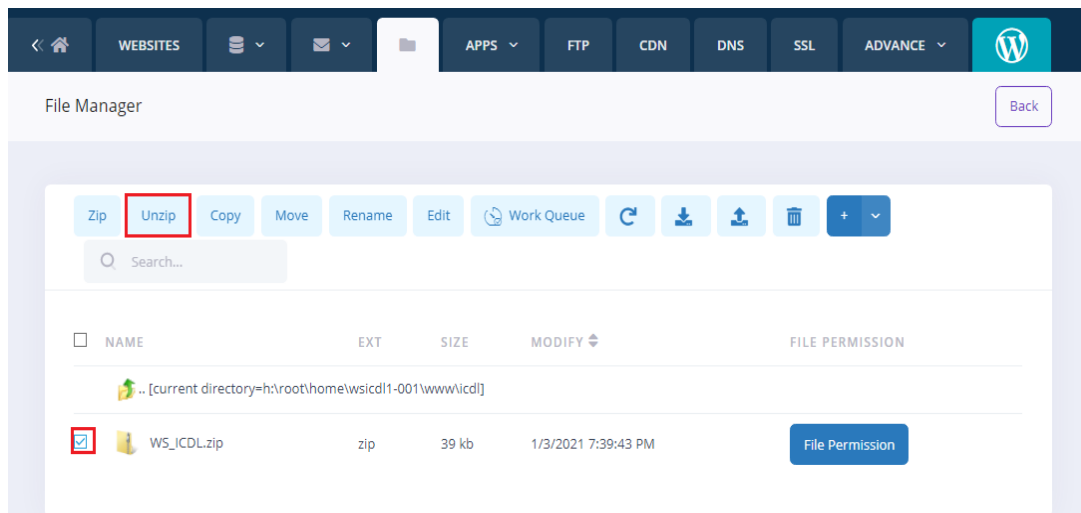 WEBSITES APPS FTP CDN DNS SSL ADVANCE
File Manager Back
Zip Unzip Copy Move Rename Edit Work Queue +
Search...
NAME EXT SIZE MODIFY FILE PERMISSION
.. [current directory=h:\root\home\wsicdl1-001\www\icdl]
WS_ICDL.zip zip 39 kb 1/3/2021 7:39:43 PM File Permission